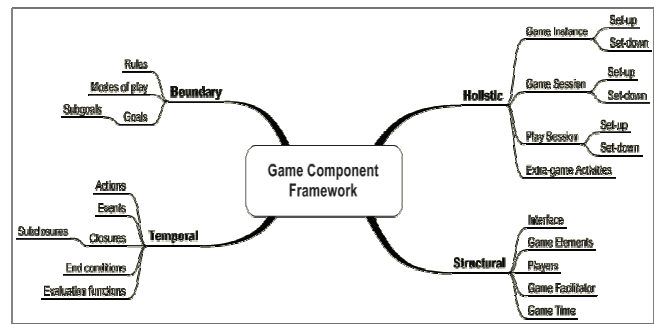 Game Component
Framework
Boundary
Rules
Modes of play
Goals
Subgoals
Temporal
Actions
Events
Closures
Subclosures
End conditions
Evaluation functions
Holistic
Game Instance
Set-up
Set-down
Game Session
Set-up
Set-down
Play Session
Set-up
Set-down
Extra-game Activities
Structural
Interface
Game Elements
Players
Game Facilitator
Game Time